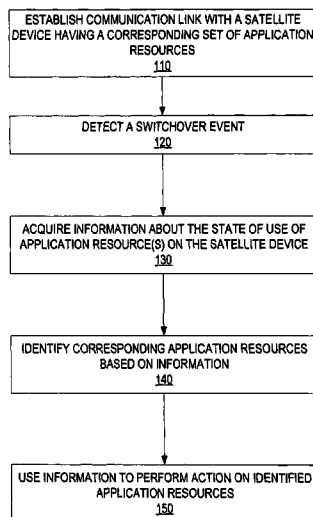 ESTABLISH COMMUNICATION LINK WITH A SATELLITE
DEVICE HAVING A CORRESPONDING SET OF APPLICATION
RESOURCES
110
DETECT A SWITCHOVER EVENT
120
ACQUIRE INFORMATION ABOUT THE STATE OF USE OF
APPLICATION RESOURCE(S) ON THE SATELLITE DEVICE
130
IDENTIFY CORRESPONDING APPLICATION RESOURCES
BASED ON INFORMATION
140
USE INFORMATION TO PERFORM ACTION ON IDENTIFIED
APPLICATION RESOURCES
150